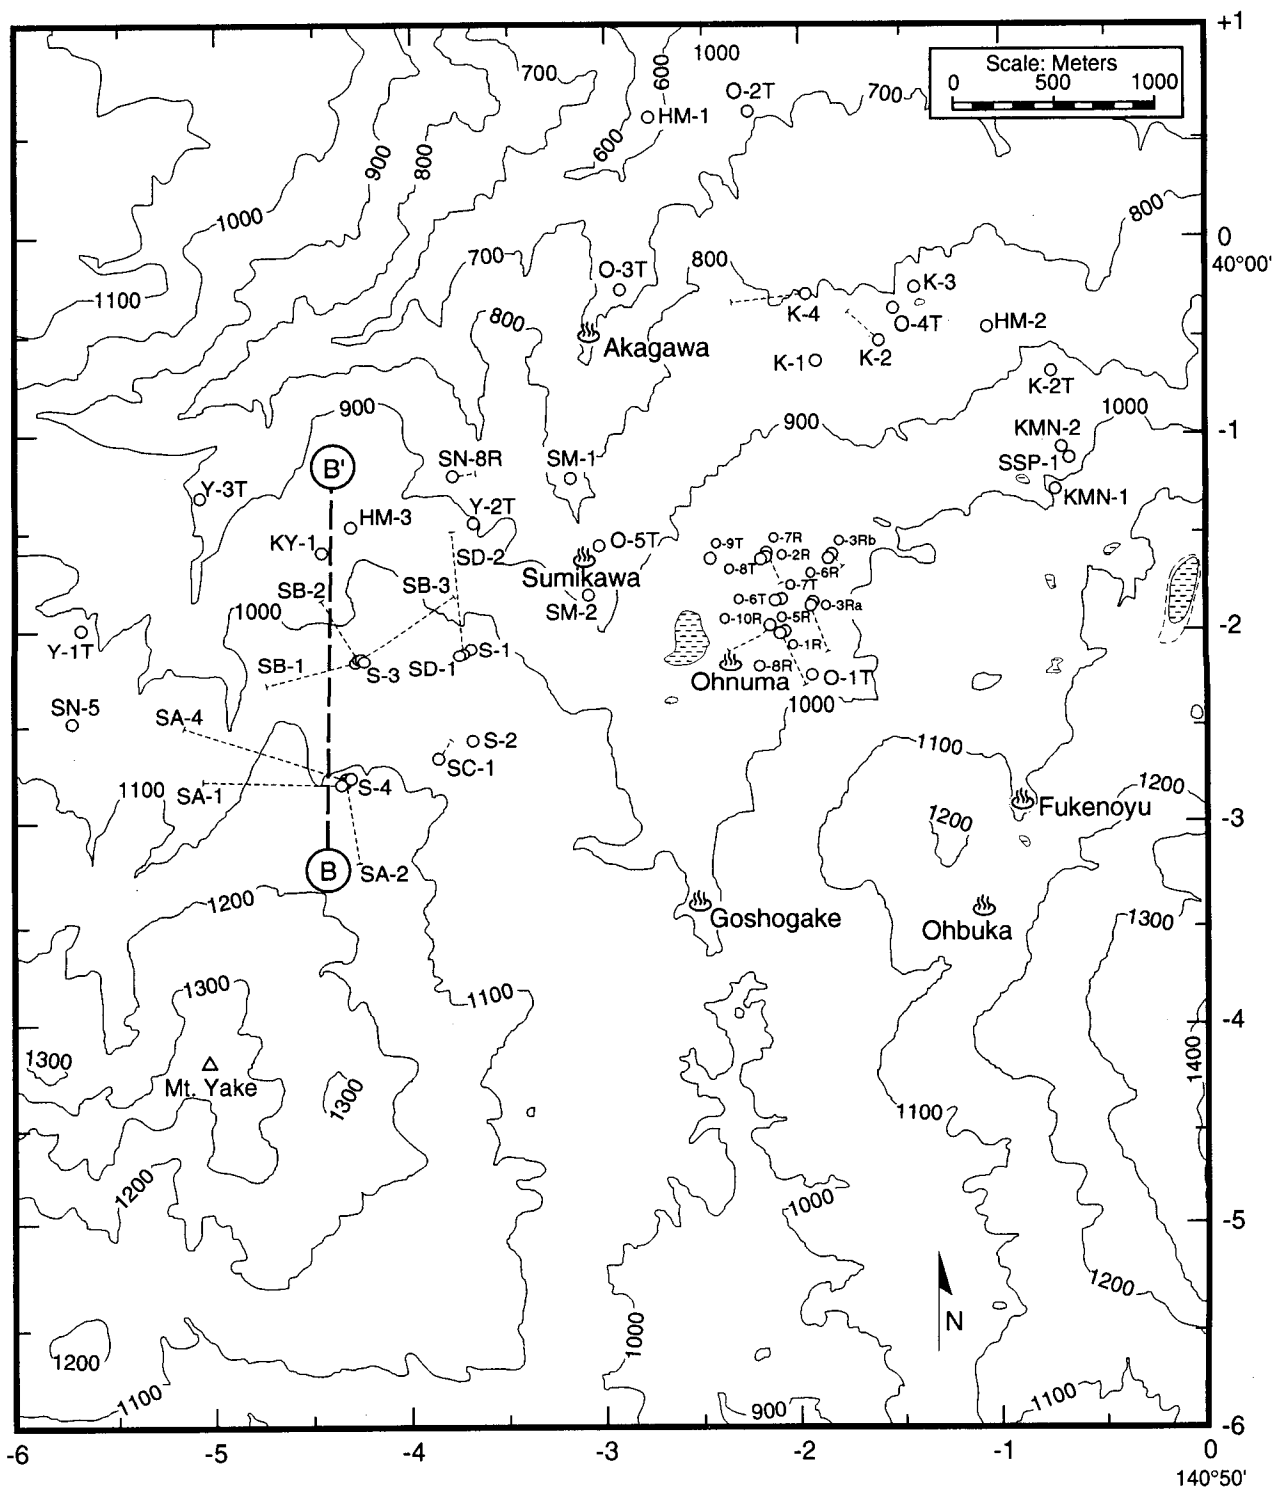 +1
1000
600
700
O-2T
700
HM-1
Scale: Meters
0 500 1000
600
900
800
1000
800
0
40°00'
700
O-3T
800
K-3
1100
K-4
O-4T
HM-2
800
Akagawa
K-1
K-2
K-2T
900
1000
900
KMN-2
-1
B'
SN-8R
SM-1
SSP-1
Y-3T
KMN-1
Y-2T
HM-3
KY-1
O-5T
O-9T
O-7R
O-3Rb
O-2R
SD-2
O-8T
O-6R
Sumikawa
SB-2
SB-3
O-7T
SM-2
O-6T
O-3Ra
1000
O-10R
O-5R
-2
Y-1T
O-1R
SB-1
S-3
SD-1
S-1
O-8R
O-1T
Ohnuma
1000
SN-5
SA-4
S-2
1100
SC-1
1200
1100
SA-1
S-4
Fukenoyu
1200
-3
B
SA-2
1200
Goshogake
Ohbuka
1300
1300
1100
-4
1300
Mt. Yake
1300
1400
1100
1200
1000
-5
1200
N
1000
1200
1100
1100
900
-6
-6 -5 -4 -3 -2 -1 0
140°50'